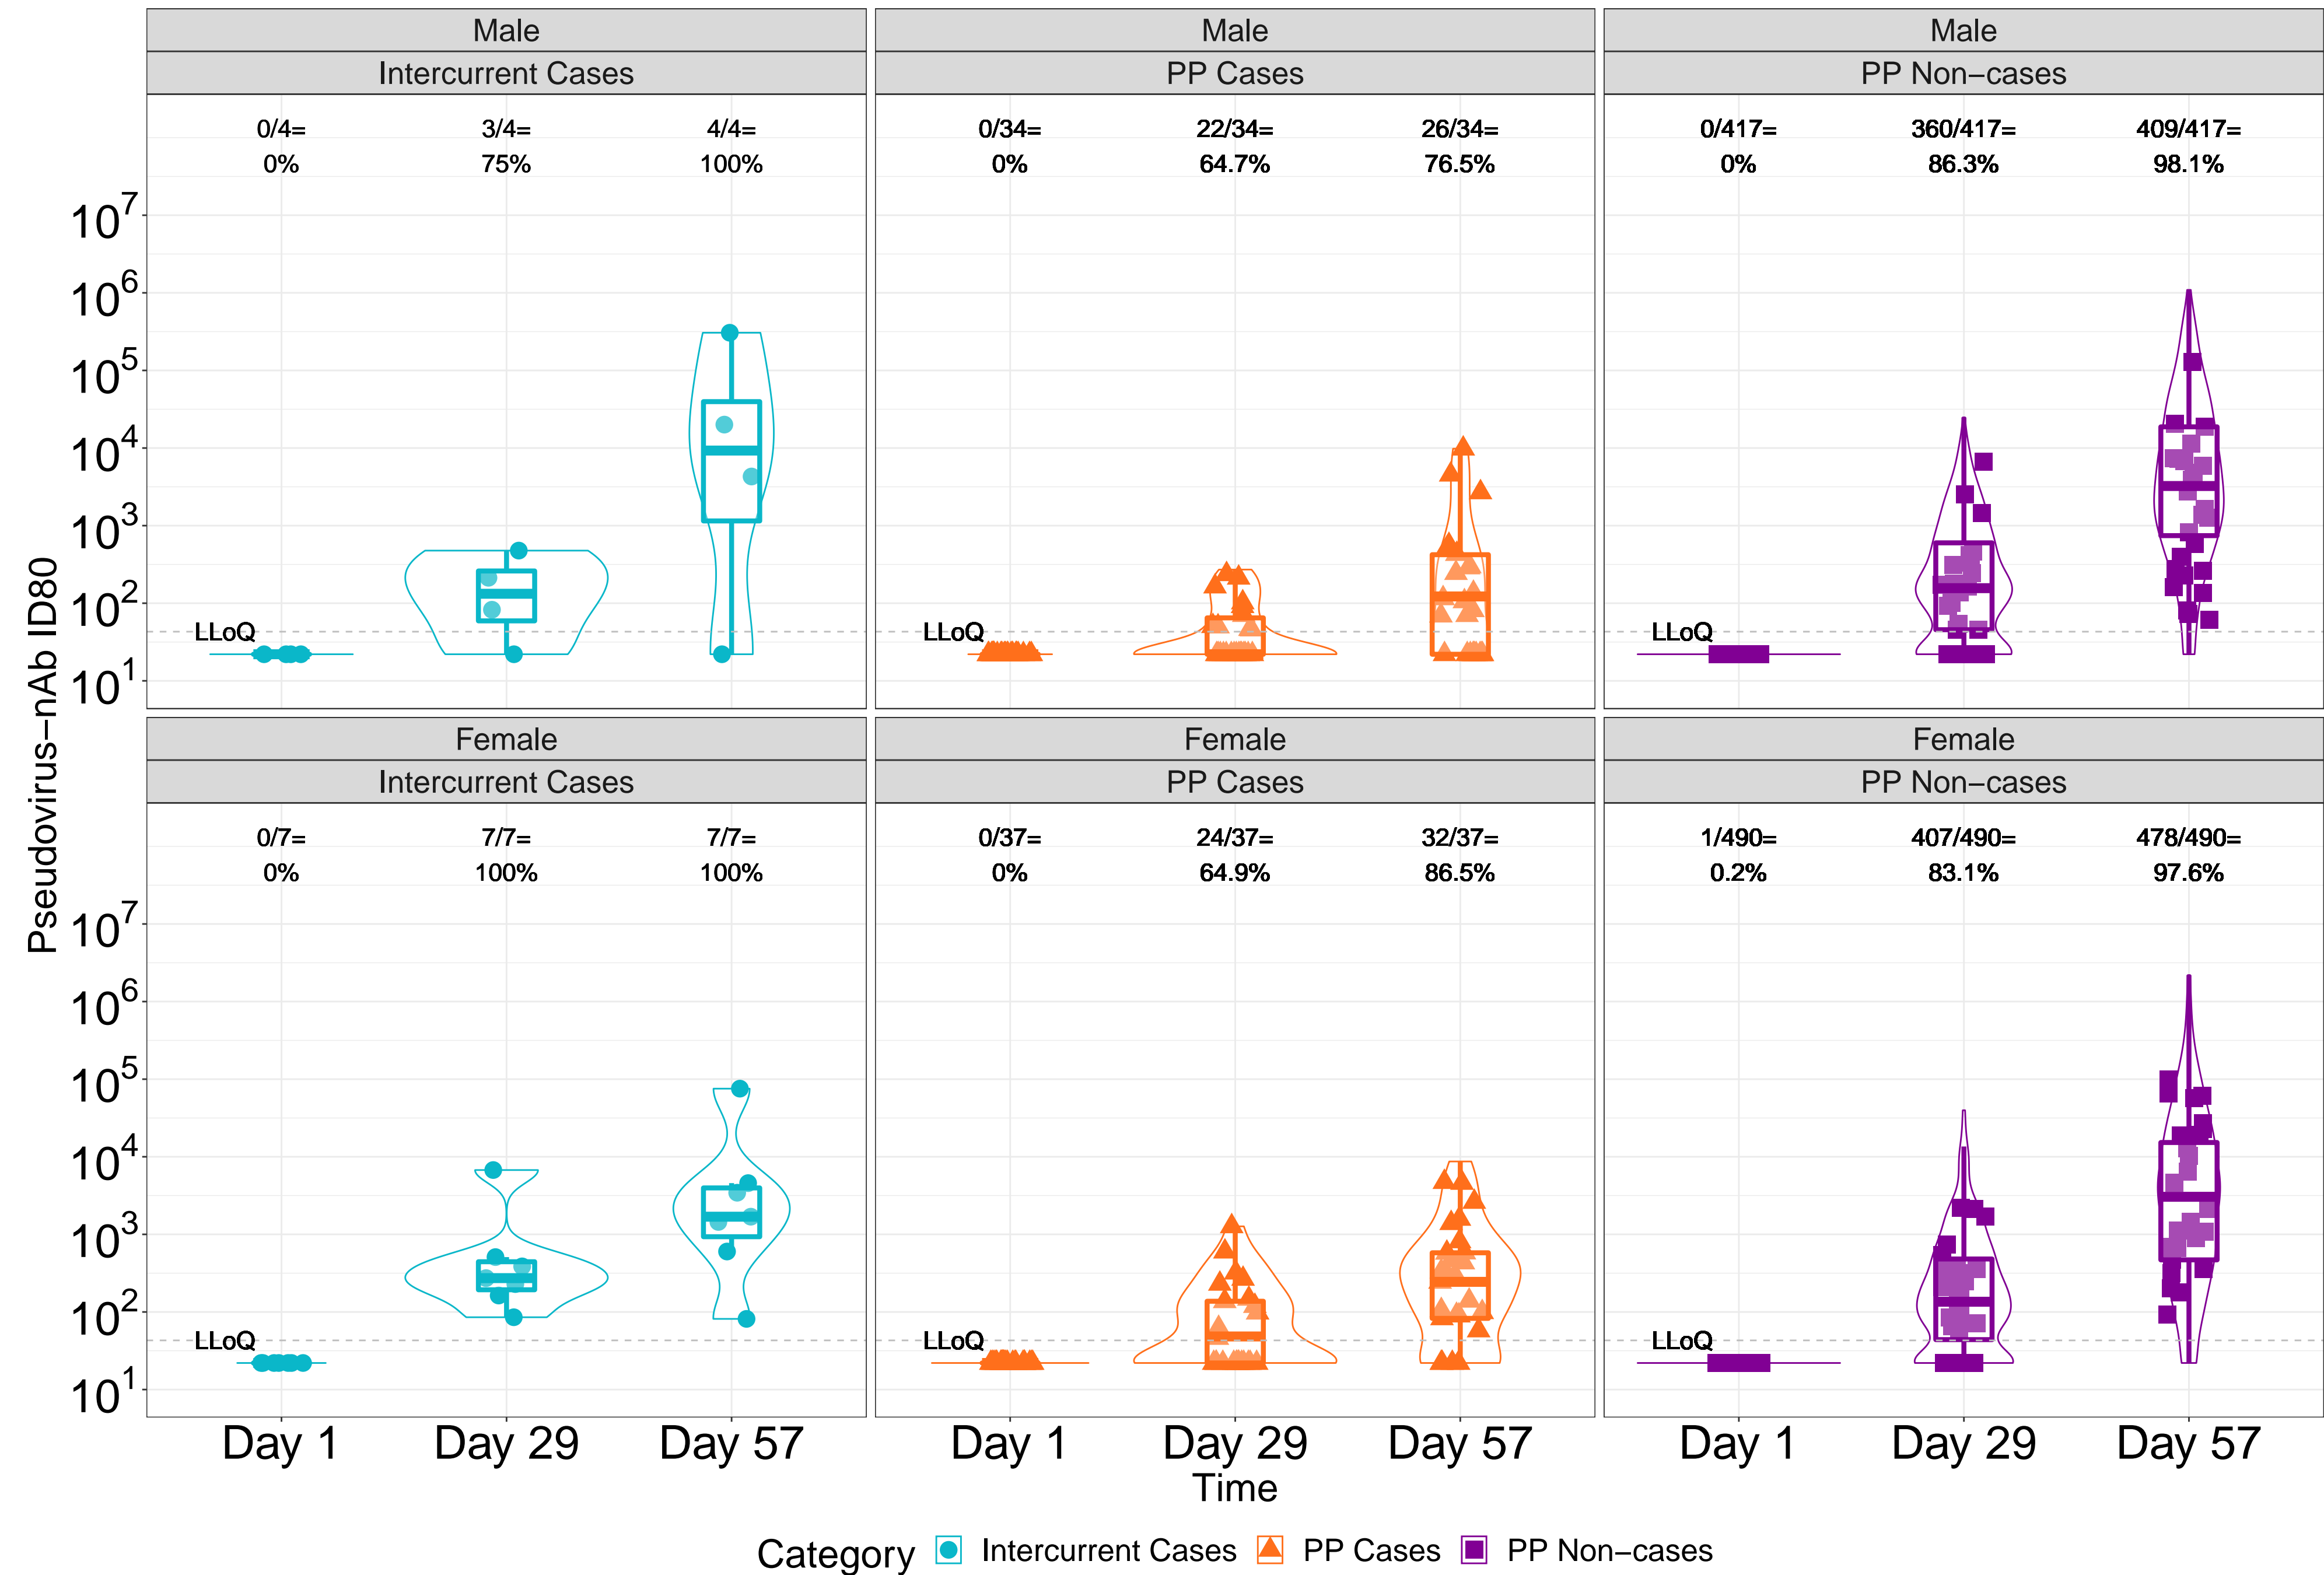 Male
Male
Male
Intercurrent Cases
PP Cases
PP Non−cases
0/4=
0%
3/4=
75%
4/4=
100%
0/34=
0%
22/34=
64.7%
26/34=
76.5%
0/417=
0%
360/417=
86.3%
409/417=
98.1%
10^7
10^6
10^5
10^4
10^3
10^2
10^1
LLoQ
LLoQ
LLoQ
Pseudovirus−nAb ID80
Female
Female
Female
Intercurrent Cases
PP Cases
PP Non−cases
0/7=
0%
7/7=
100%
7/7=
100%
0/37=
0%
24/37=
64.9%
32/37=
86.5%
1/490=
0.2%
407/490=
83.1%
478/490=
97.6%
10^7
10^6
10^5
10^4
10^3
10^2
10^1
LLoQ
LLoQ
LLoQ
Day 1
Day 29
Day 57
Day 1
Day 29
Day 57
Day 1
Day 29
Day 57
Time
Category
Intercurrent Cases
PP Cases
PP Non−cases